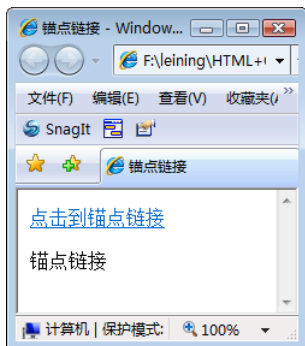 锚点链接 - Window...
F:\leining\HTML+(
文件(F) 编辑(E) 查看(V) 收藏夹(A
SnagIt
锚点链接
点击到锚点链接
锚点链接
计算机 | 保护模式: 100%